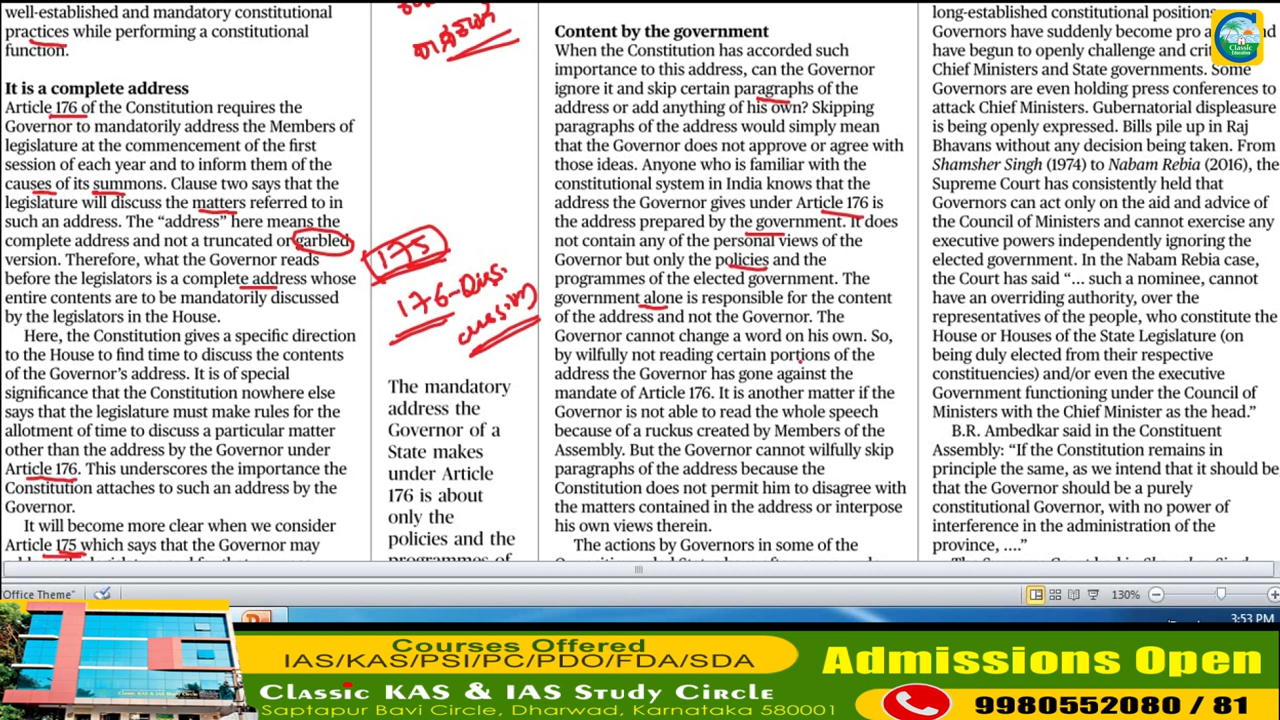 well-established and mandatory constitutional
practices while performing a constitutional
function.
It is a complete address
Article 176 of the Constitution requires the
Governor to mandatorily address the Members of
legislature at the commencement of the first
session of each year and to inform them of the
causes of its summons. Clause two says that the
legislature will discuss the matters referred to in
such an address. The “address” here means the
complete address and not a truncated or garbled
version. Therefore, what the Governor reads
before the legislators is a complete address whose
entire contents are to be mandatorily discussed
by the legislators in the House.
Here, the Constitution gives a specific direction
to the House to find time to discuss the contents
of the Governor’s address. It is of special
significance that the Constitution nowhere else
says that the legislature must make rules for the
allotment of time to discuss a particular matter
other than the address by the Governor under
Article 176. This underscores the importance the
Constitution attaches to such an address by the
Governor.
It will become more clear when we consider
Article 175 which says that the Governor may
175
176-Discussion
The mandatory
address the
Governor of a
State makes
under Article
176 is about
only the
policies and the
programmes of
Content by the government
When the Constitution has accorded such
importance to this address, can the Governor
ignore it and skip certain paragraphs of the
address or add anything of his own? Skipping
paragraphs of the address would simply mean
that the Governor does not approve or agree with
those ideas. Anyone who is familiar with the
constitutional system in India knows that the
address the Governor gives under Article 176 is
the address prepared by the government. It does
not contain any of the personal views of the
Governor but only the policies and the
programmes of the elected government. The
government alone is responsible for the content
of the address and not the Governor. The
Governor cannot change a word on his own. So,
by wilfully not reading certain portions of the
address the Governor has gone against the
mandate of Article 176. It is another matter if the
Governor is not able to read the whole speech
because of a ruckus created by Members of the
Assembly. But the Governor cannot wilfully skip
paragraphs of the address because the
Constitution does not permit him to disagree with
the matters contained in the address or interpose
his own views therein.
The actions by Governors in some of the
long-established constitutional positions
Governors have suddenly become pro a
have begun to openly challenge and
Chief Ministers and State governments. Some
Governors are even holding press conferences to
attack Chief Ministers. Gubernatorial displeasure
is being openly expressed. Bills pile up in Raj
Bhavans without any decision being taken. From
Shamsher Singh (1974) to Nabam Rebia (2016), the
Supreme Court has consistently held that
Governors can act only on the aid and advice of
the Council of Ministers and cannot exercise any
executive powers independently ignoring the
elected government. In the Nabam Rebia case,
the Court has said “... such a nominee, cannot
have an overriding authority, over the
representatives of the people, who constitute the
House or Houses of the State Legislature (on
being duly elected from their respective
constituencies) and/or even the executive
Government functioning under the Council of
Ministers with the Chief Minister as the head.”
B.R. Ambedkar said in the Constituent
Assembly: “If the Constitution remains in
principle the same, as we intend that it should be
that the Governor should be a purely
constitutional Governor, with no power of
interference in the administration of the
province, ....”
Classic
Education
Office Theme"
130%
3:53 PM
Courses Offered
IAS/KAS/PSI/PC/PDO/FDA/SDA
Classic KAS & IAS Study Circle
Saptapur Bavi Circle, Dharwad, Karnataka 580001
Admissions Open
9980552080 / 81